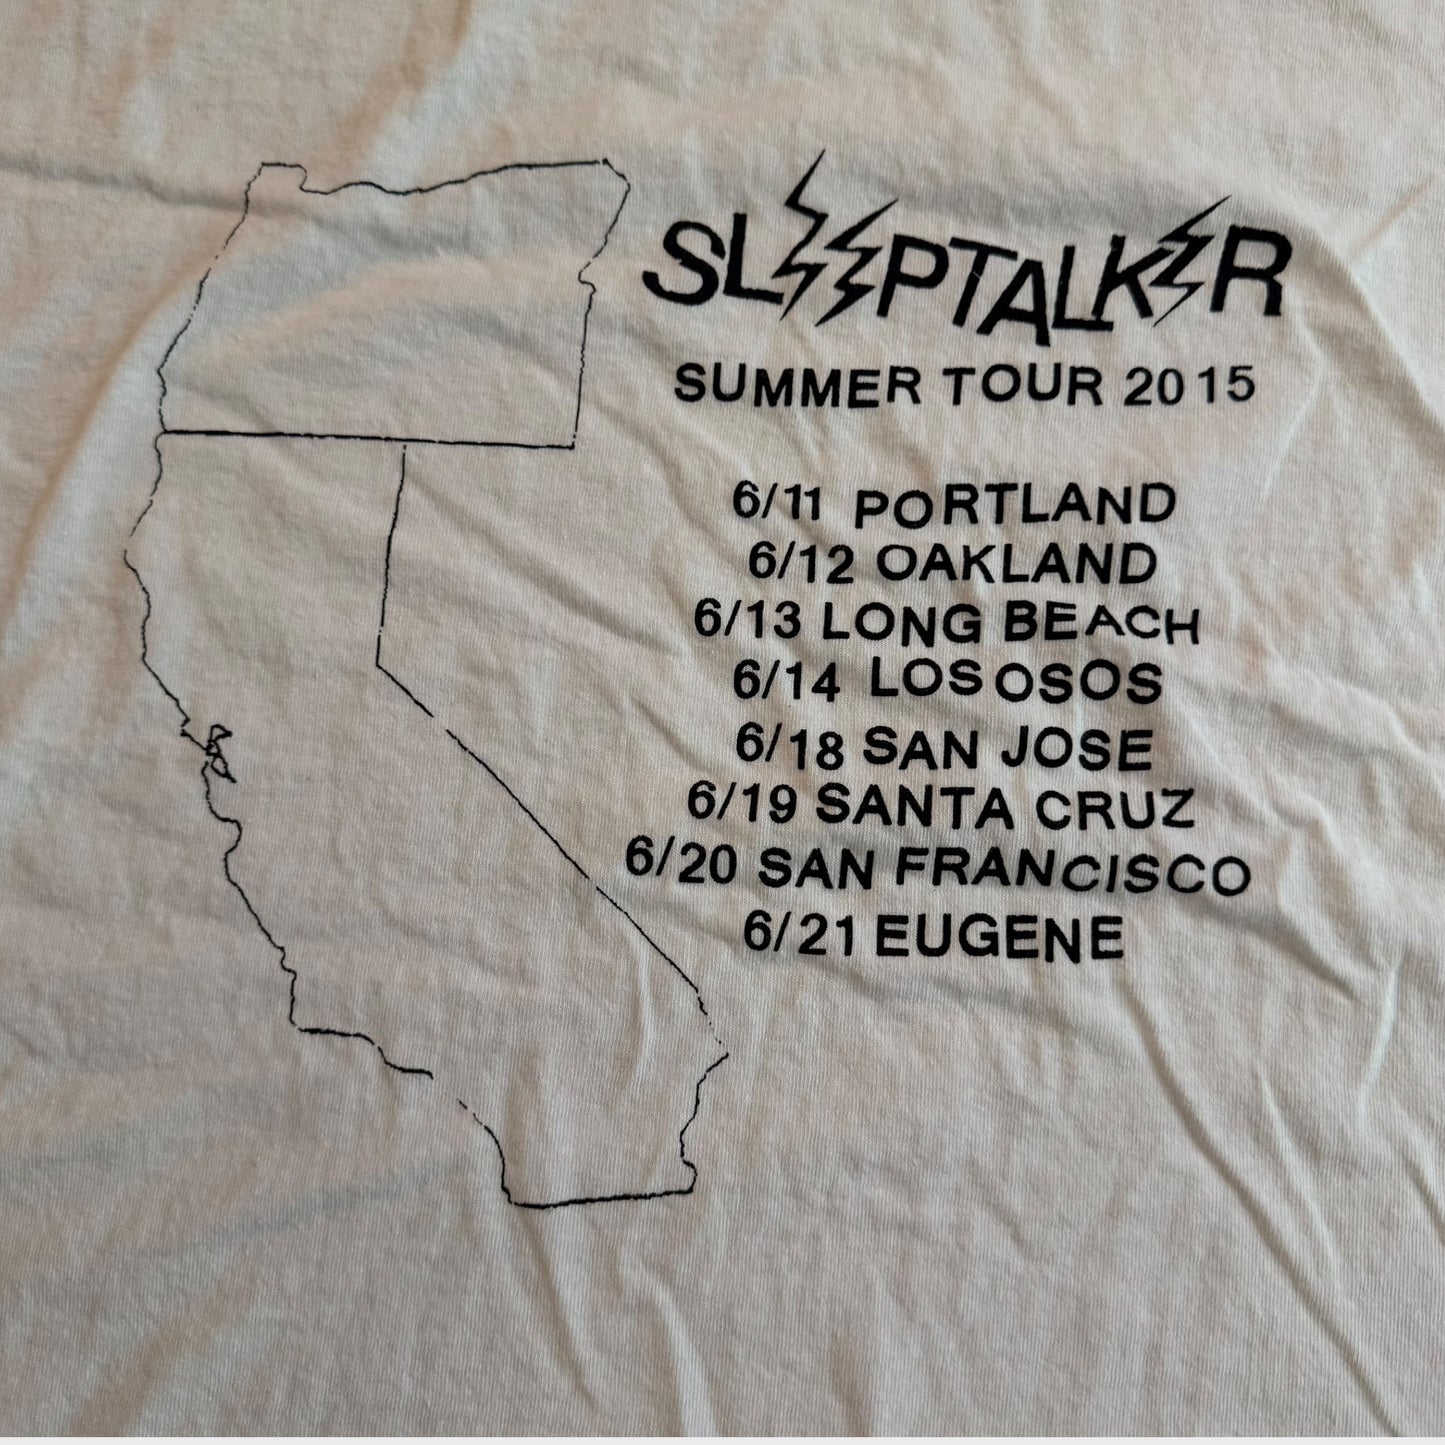 SLEEPTALKER
SUMMER TOUR 2015
6/11 PORTLAND
6/12 OAKLAND
6/13 LONG BEACH
6/14 LOS OSOS
6/18 SAN JOSE
6/19 SANTA CRUZ
6/20 SAN FRANCISCO
6/21 EUGENE